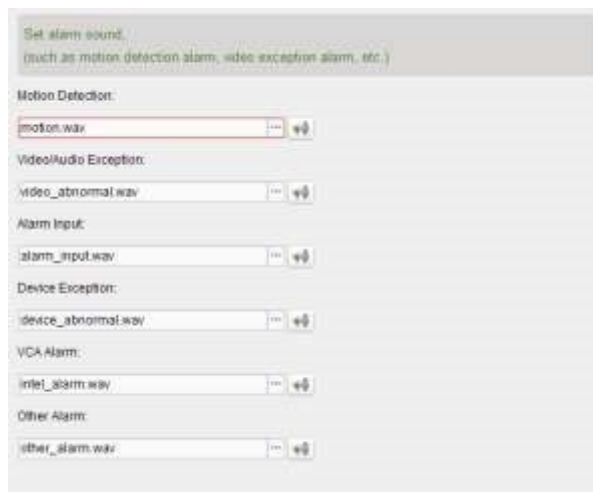 Set alarm sound.
(such as motion detection alarm, video exception alarm, etc.)
Motion Detection:
motion.wav ...
Video/Audio Exception:
video_abnormal.wav ...
Alarm Input:
alarm_input.wav ...
Device Exception:
device_abnormal.wav ...
VCA Alarm:
intel_alarm.wav ...
Other Alarm:
other_alarm.wav ...